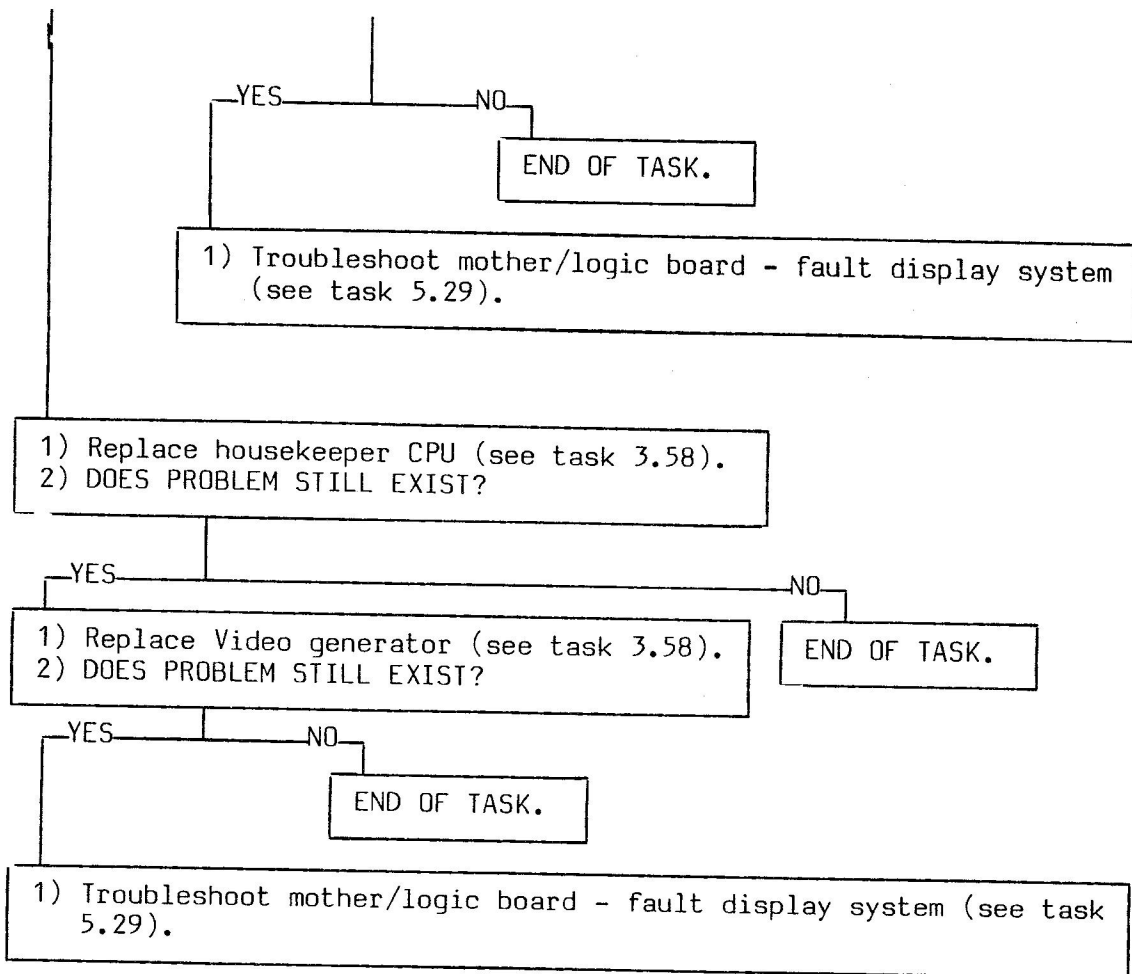 YES NO
END OF TASK.
1) Troubleshoot mother/logic board - fault display system
(see task 5.29).
1) Replace housekeeper CPU (see task 3.58).
2) DOES PROBLEM STILL EXIST?
YES NO
1) Replace Video generator (see task 3.58).
2) DOES PROBLEM STILL EXIST?
END OF TASK.
YES NO
END OF TASK.
1) Troubleshoot mother/logic board - fault display system (see task
5.29).